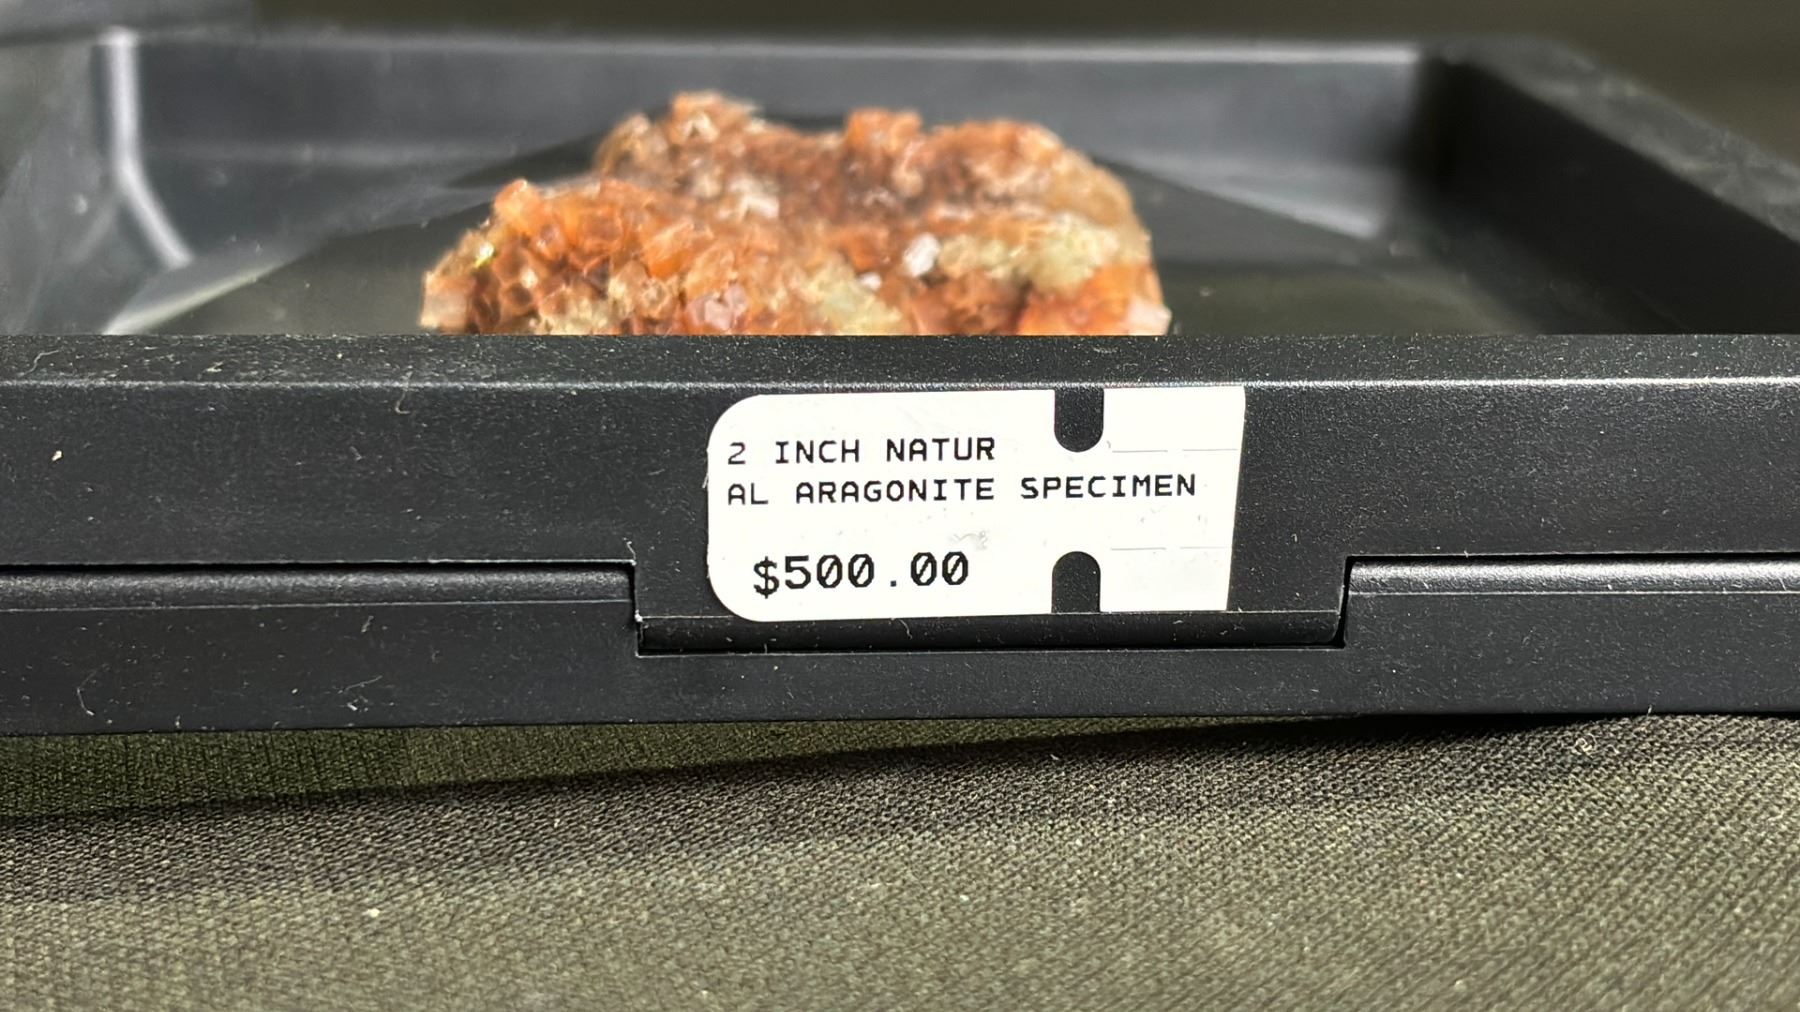 2 INCH NATUR
AL ARAGONITE SPECIMEN
$500.00